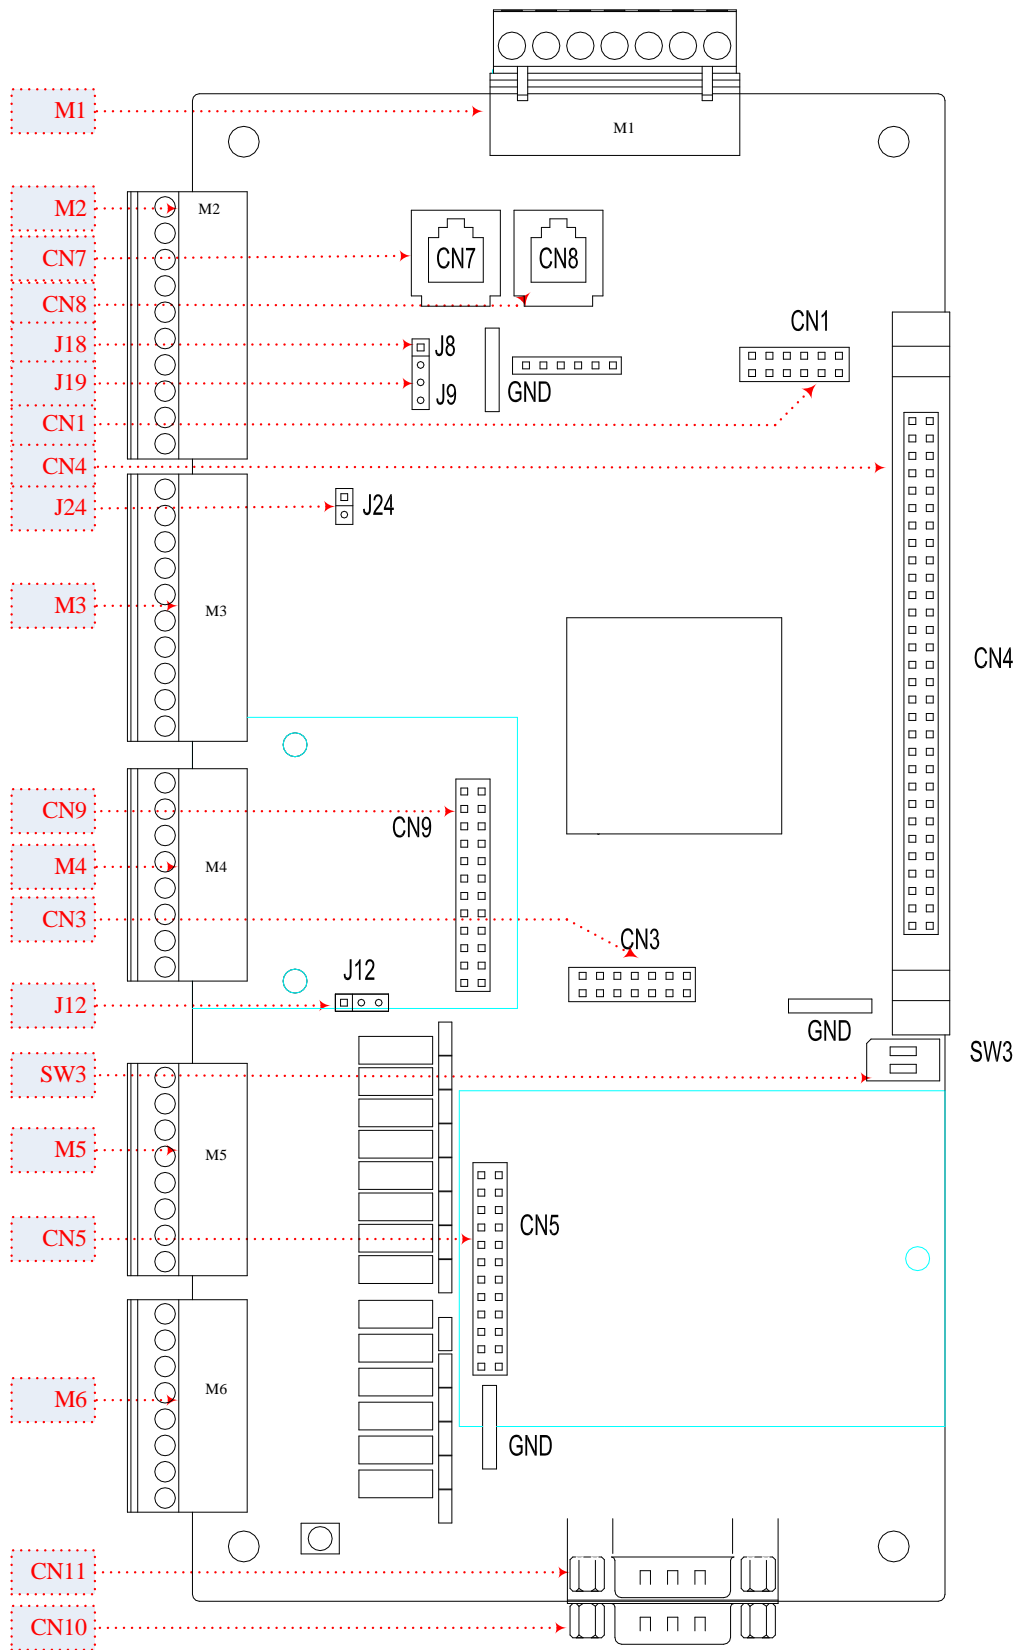 M1
M1
M2
M2
CN7
CN7
CN8
CN8
CN1
J18
J8
J19
J9
GND
CN1
CN4
J24
J24
M3
M3
CN4
CN9
CN9
M4
M4
CN3
CN3
J12
J12
GND
SW3
SW3
M5
M5
CN5
CN5
M6
M6
GND
CN11
CN10